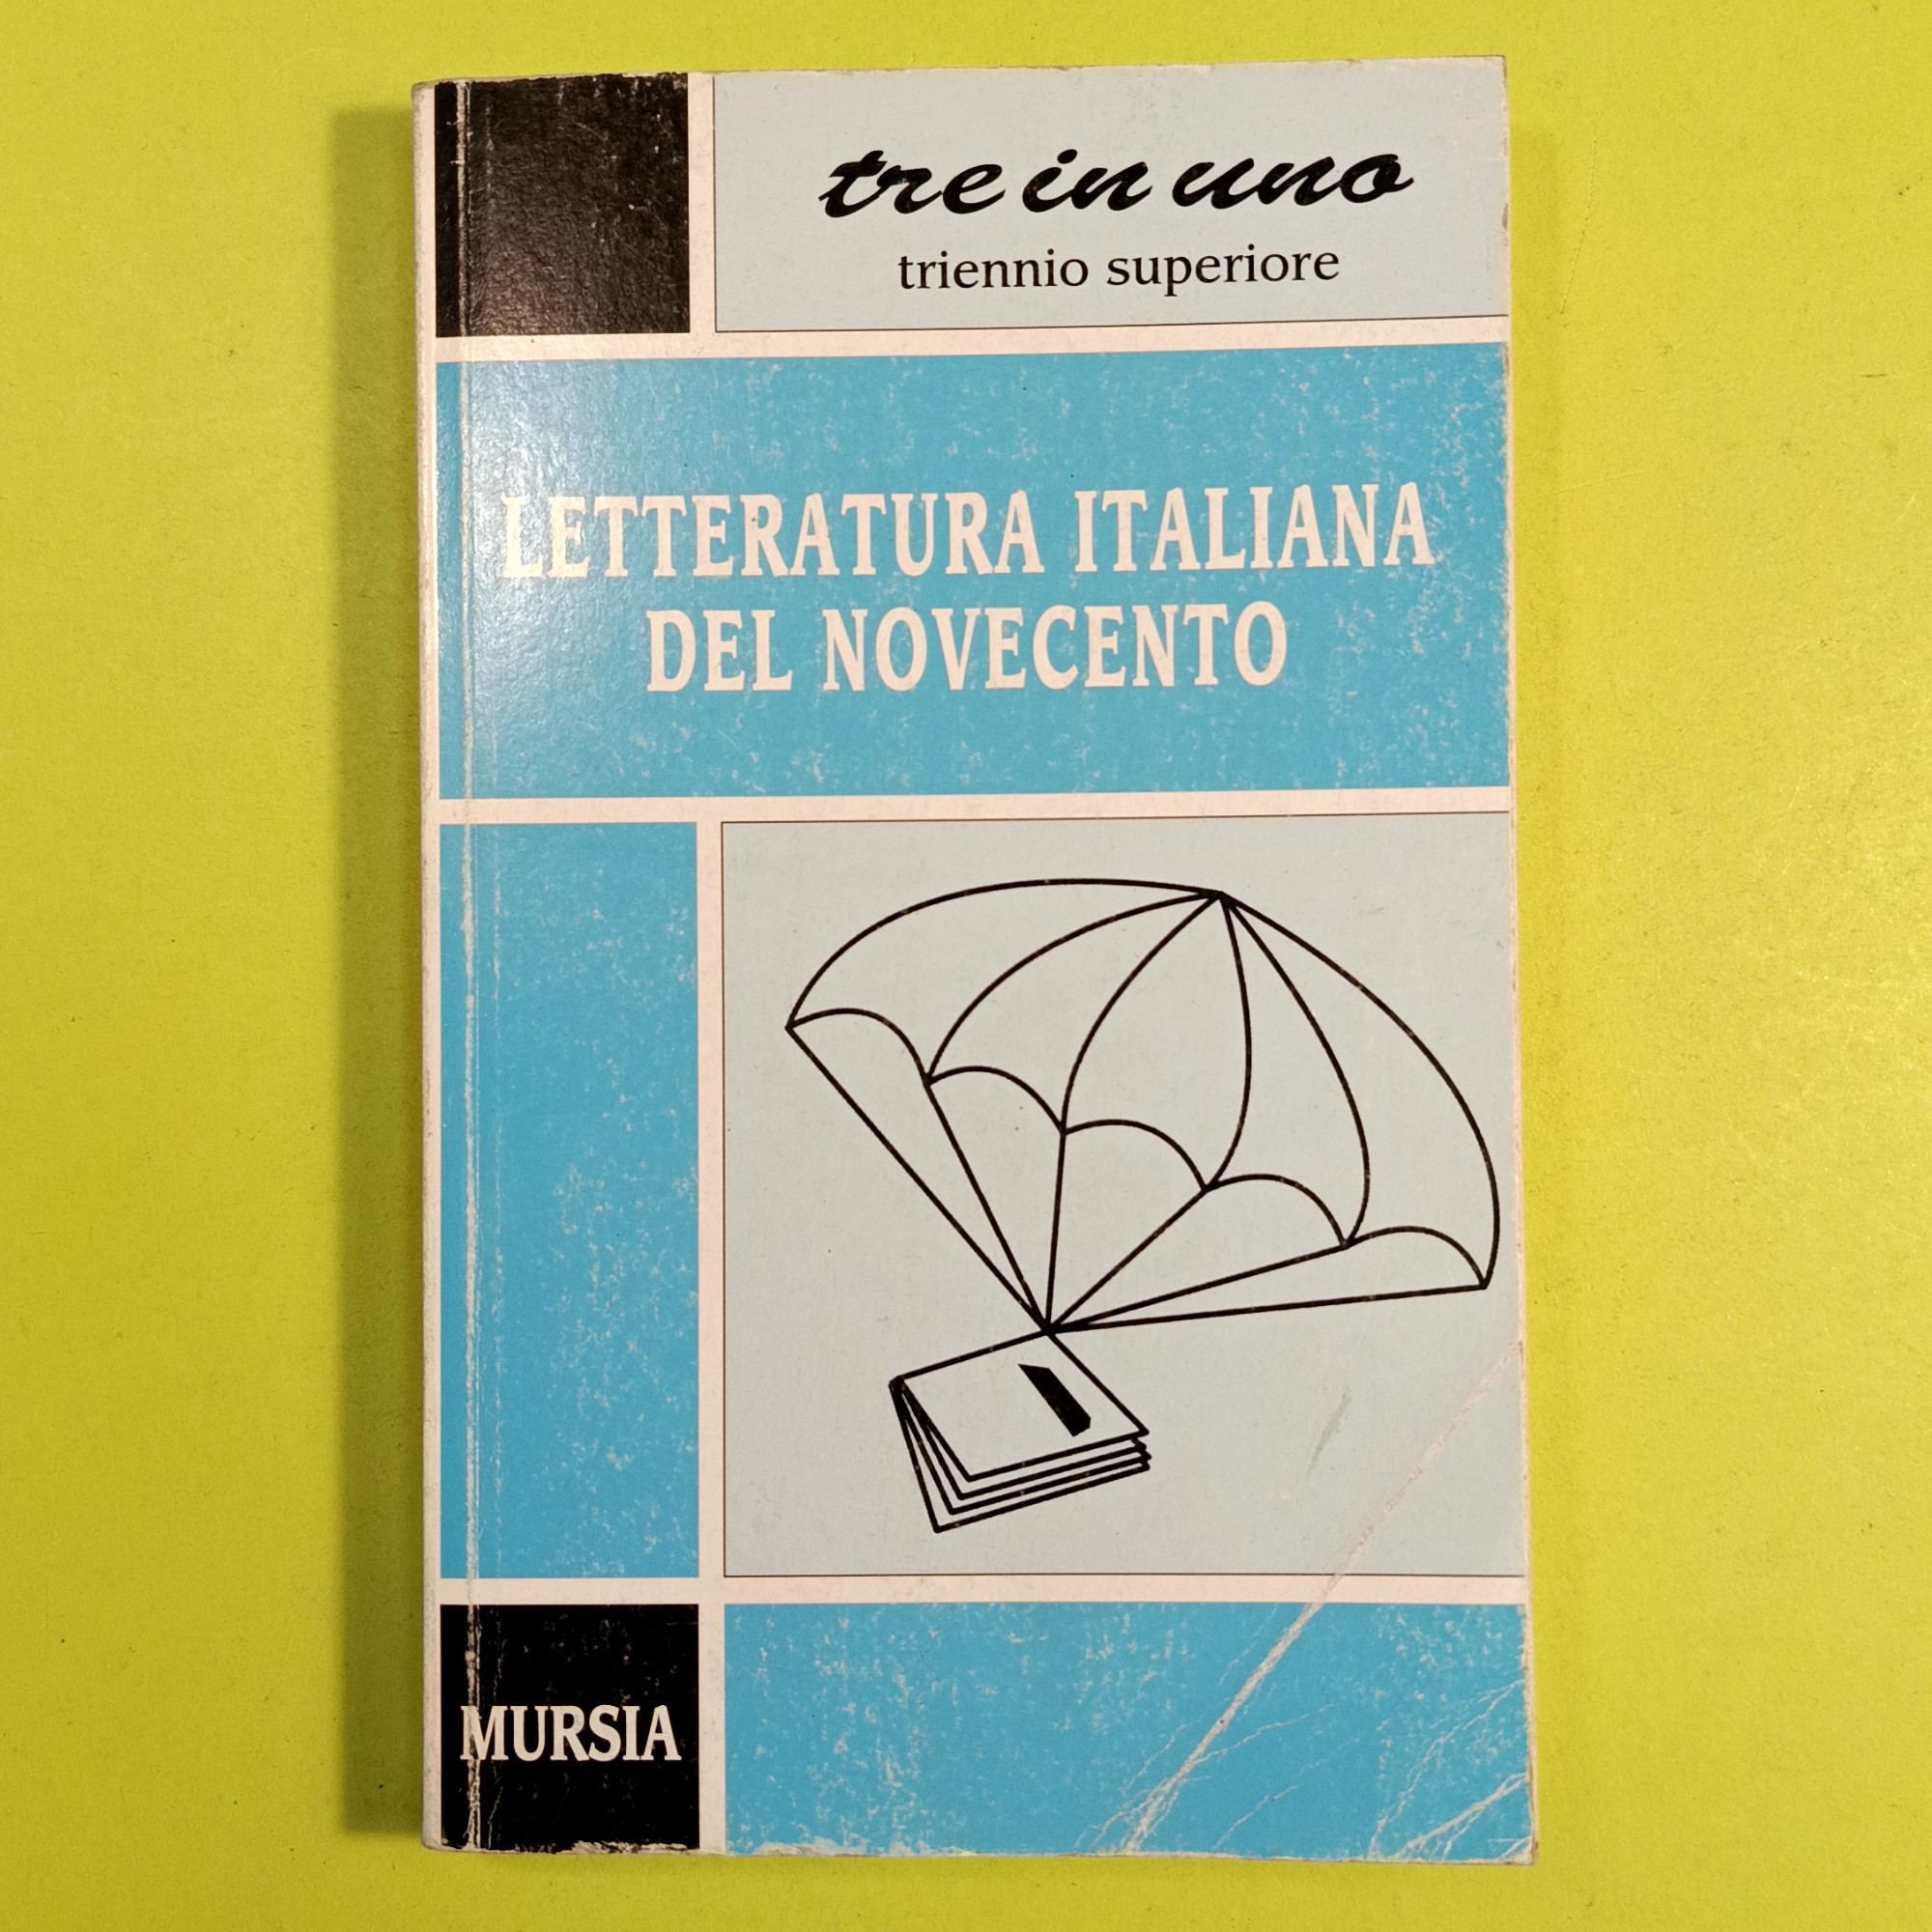 tre in uno
triennio superiore
LETTERATURA ITALIANA
DEL NOVECENTO
MURSIA